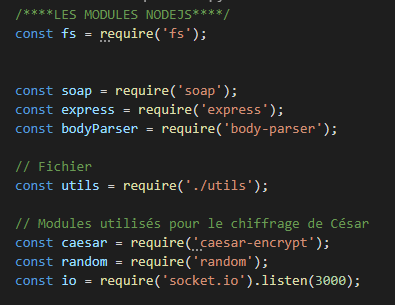 /****LES MODULES NODEJS****/
const fs = require('fs');
const soap = require('soap');
const express = require('express');
const bodyParser = require('body-parser');
// Fichier
const utils = require('./utils');
// Modules utilisés pour le chiffrage de César
const caesar = require('caesar-encrypt');
const random = require('random');
const io = require('socket.io').listen(3000);